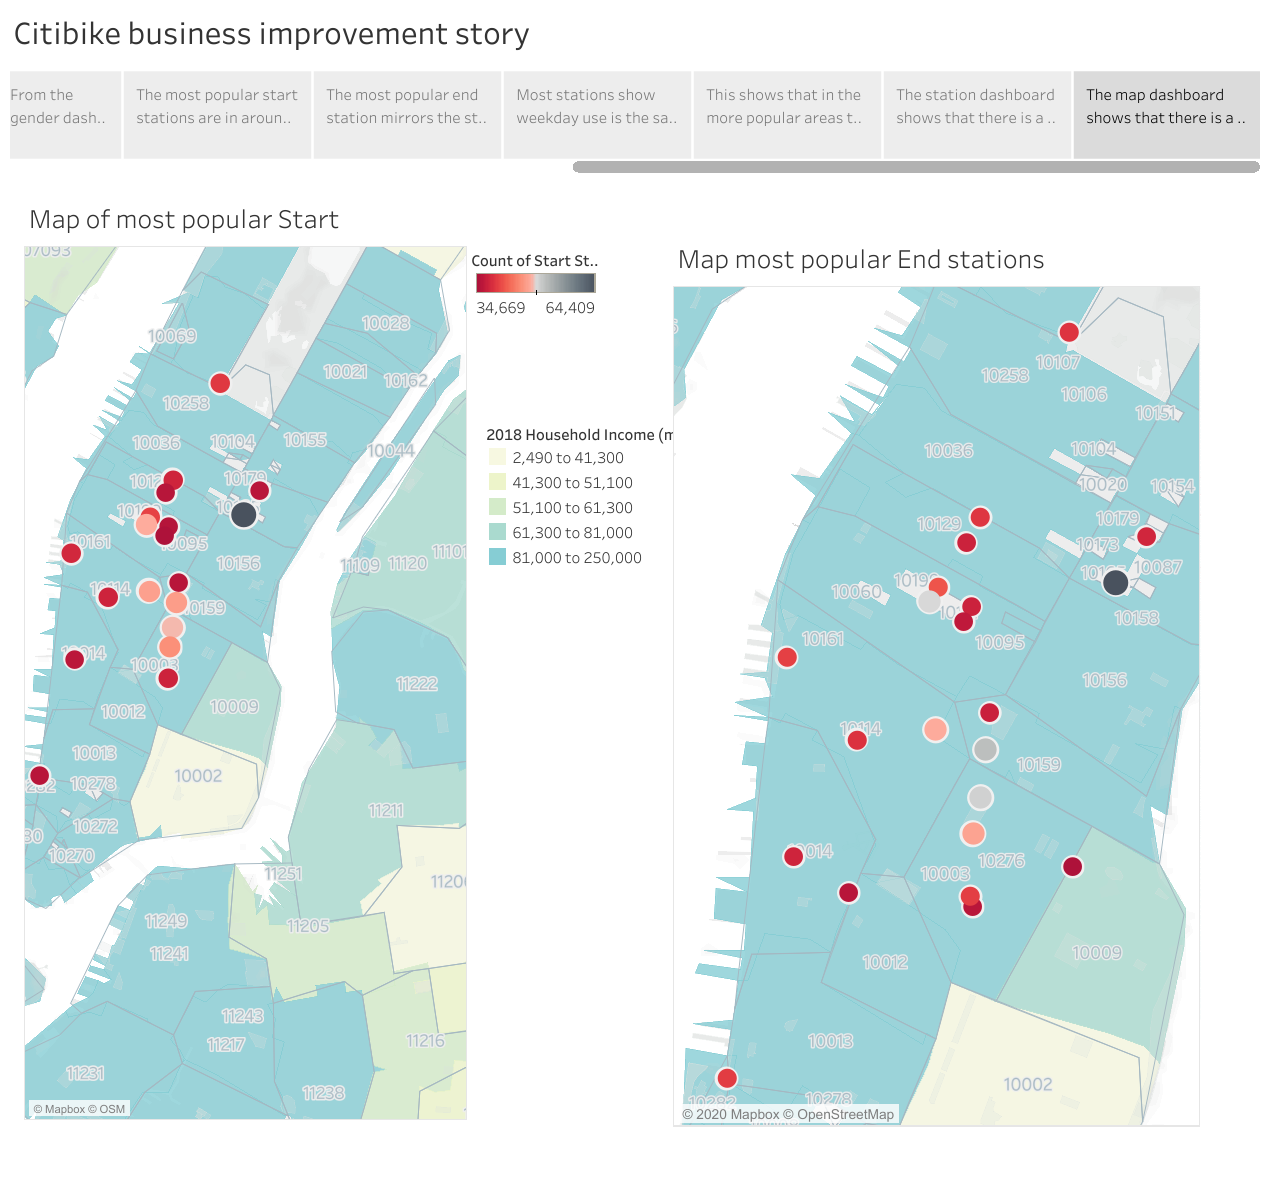 Citibike business improvement story
From the
gender dash..
The most popular start
stations are in aroun..
The most popular end
station mirrors the st..
Most stations show
weekday use is the sa..
This shows that in the
more popular areas t..
The station dashboard
shows that there is a ..
The map dashboard
shows that there is a ..
Map of most popular Start
07093
10069
10028
10021
10162
10258
10036
10104
10155
10044
10179
10161
10095
10156
11109
11120
11101
10159
10003
10012
10009
11222
10013
10278
10002
10272
10270
11211
11251
11206
11249
11205
11241
11243
11217
11216
11231
11238
© Mapbox © OSM
Count of Start St..
34,669
64,409
2018 Household Income (m
2,490 to 41,300
41,300 to 51,100
51,100 to 61,300
61,300 to 81,000
81,000 to 250,000
Map most popular End stations
10107
10258
10106
10151
10036
10104
10020
10154
10129
10179
10173
10087
10060
10158
10161
10095
10156
10114
10159
10276
10003
10012
10009
10013
10002
10282
10278
© 2020 Mapbox © OpenStreetMap